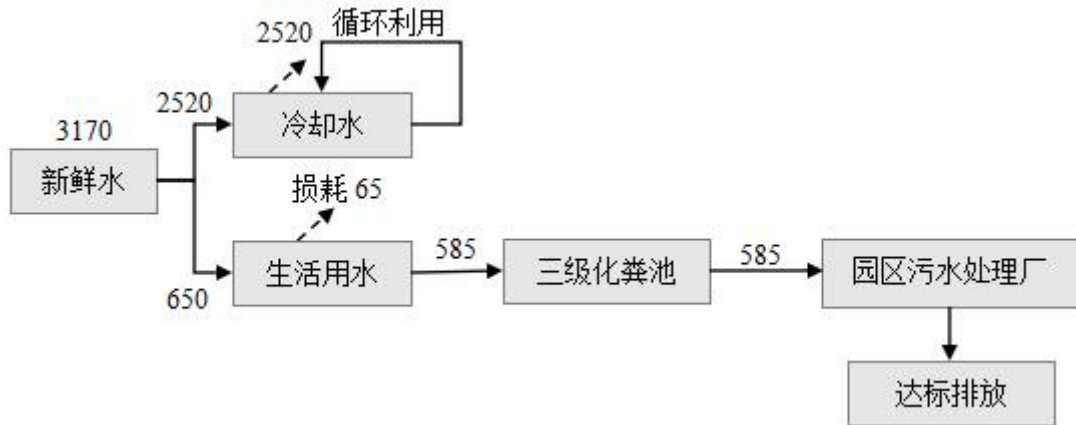 2520
循环利用
2520
冷却水
3170
新鲜水
损耗 65
生活用水
650
585
三级化粪池
585
园区污水处理厂
达标排放